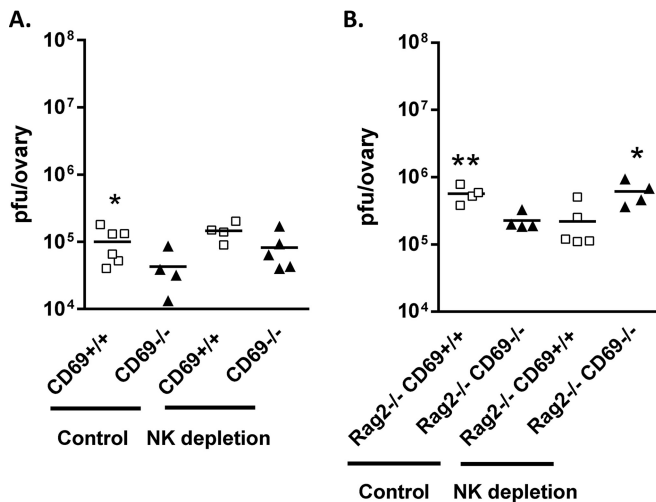 A.
10^8
10^7
10^6
10^5
10^4
pfu/ovary
*
CD69+/+
CD69-/-
CD69+/+
CD69-/-
Control
NK depletion
B.
10^8
10^7
10^6
10^5
10^4
pfu/ovary
**
*
Rag2-/- CD69+/+
Rag2-/- CD69-/-
Rag2-/- CD69+/+
Rag2-/- CD69-/-
Control
NK depletion